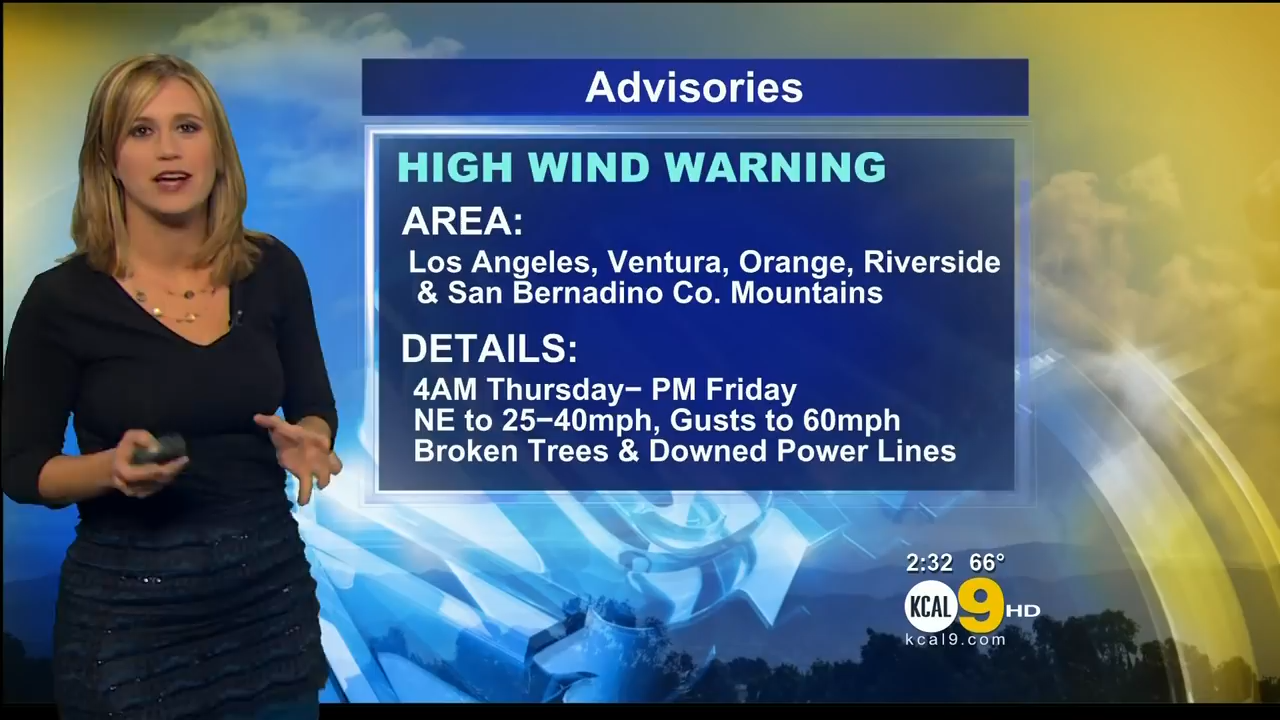 Advisories
HIGH WIND WARNING
AREA:
Los Angeles, Ventura, Orange, Riverside
& San Bernadino Co. Mountains
DETAILS:
4AM Thursday– PM Friday
NE to 25–40mph, Gusts to 60mph
Broken Trees & Downed Power Lines
2:32 66°
KCAL 9 HD
kcal9.com